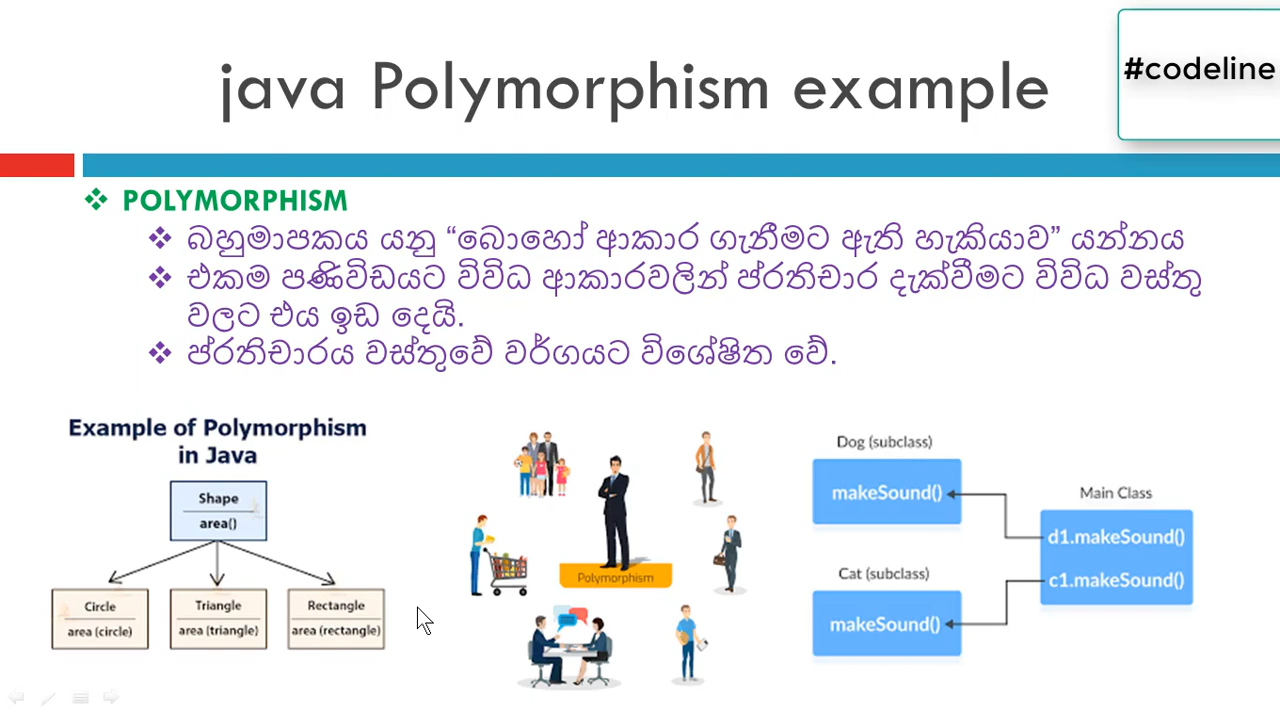 java Polymorphism example
#codeline
POLYMORPHISM
බහුමාපකය යනු “බොහෝ ආකාර ගැනීමට ඇති හැකියාව” යන්නය
එකම පණිවිඩයට විවිධ ආකාරවලින් ප්රතිචාර දැක්වීමට විවිධ වස්තු
වලට එය ඉඩ දෙයි.
ප්රතිචාරය වස්තුවේ වර්ගයට විශේෂිත වේ.
Example of Polymorphism
in Java
Shape
area()
Circle
area (circle)
Triangle
area (triangle)
Rectangle
area (rectangle)
Polymorphism
Dog (subclass)
makeSound()
Cat (subclass)
makeSound()
Main Class
d1.makeSound()
c1.makeSound()